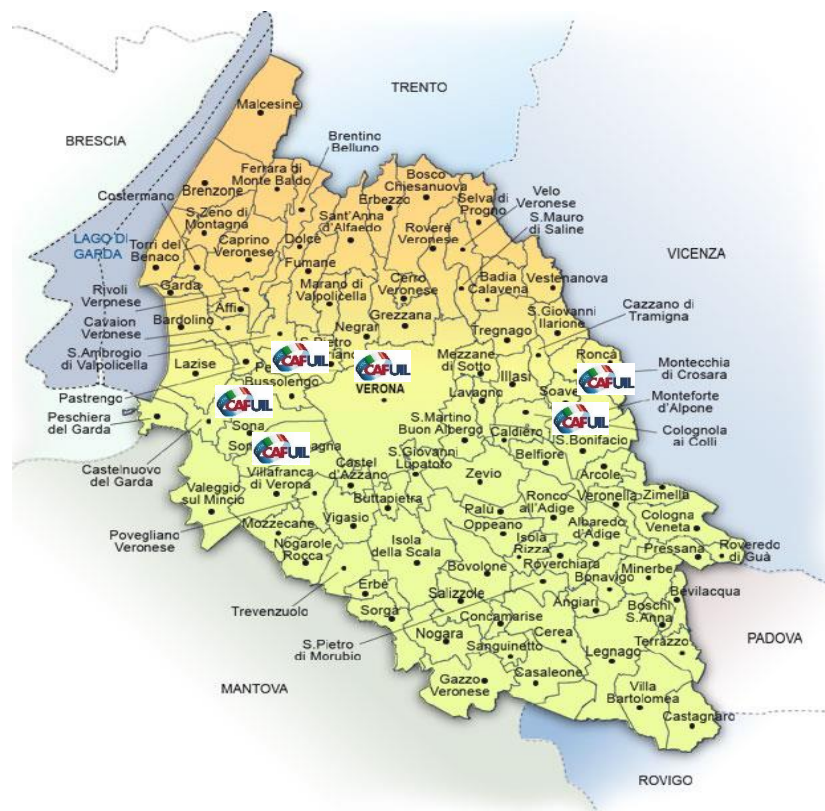 TRENTO
Malcesine
BRESCIA
Brentino
Belluno
Ferrara di
Monte Baldo
Bosco
Chiesanuova
Costermano
Brenzone
Erbezzo
Selva di
Progno
Velo
Veronese
S.Zeno di
Montagna
Sant'Anna
d'Alfaedo
S.Mauro
di Saline
LAGO DI
GARDA
Torri del
Benaco
Caprino
Veronese
Dolcè
Roverè
Veronese
VICENZA
Fumane
Rivoli
Veronese
Garda
Marano di
Valpolicella
Cerro
Veronese
Badia
Calavena
Vestenanova
Cazzano di
Tramigna
Cavaion
Veronese
Affi
Bardolino
Grezzana
S.Giovanni
Ilarione
Negrar
Tregnago
S.Ambrogio
di Valpolicella
S.Pietro
Lazise
CAFUIL
CAFUIL
Mezzane
di Sotto
Roncà
Montecchia
di Crosara
Illasi
CAFUIL
Pastrengo
Bussolengo
VERONA
Lavagno
Soave
Monteforte
d'Alpone
Peschiera
del Garda
CAFUIL
S.Martino
Buon Albergo
CAFUIL
Colognola
ai Colli
Sona
Caldiero
S.Bonifacio
CAFUIL
Castelnuovo
del Garda
S.Giovanni
Lupatoto
Belfiore
Villafranca
di Verona
Castel
d'Azzano
Zevio
Arcole
Valeggio
sul Mincio
Buttapietra
Ronco
all'Adige
Veronella
Zimella
Povegliano
Veronese
Vigasio
Palù
Oppeano
Albaredo
d'Adige
Cologna
Veneta
Mozzecane
Nogarole
Rocca
Isola
della Scala
Isola
Rizza
Pressana
Roveredo
di Guà
Bovolone
Roverchiara
Minerbe
Bonavigo
Bevilacqua
Trevenzuolo
Erbè
Salizzole
Angiari
Boschi
S.Anna
Sorgà
Concamarise
S.Pietro
di Morubio
Nogara
Cerea
Terrazzo
PADOVA
Sanguinetto
Legnago
MANTOVA
Gazzo
Veronese
Casaleone
Villa
Bartolomea
Castagnaro
ROVIGO